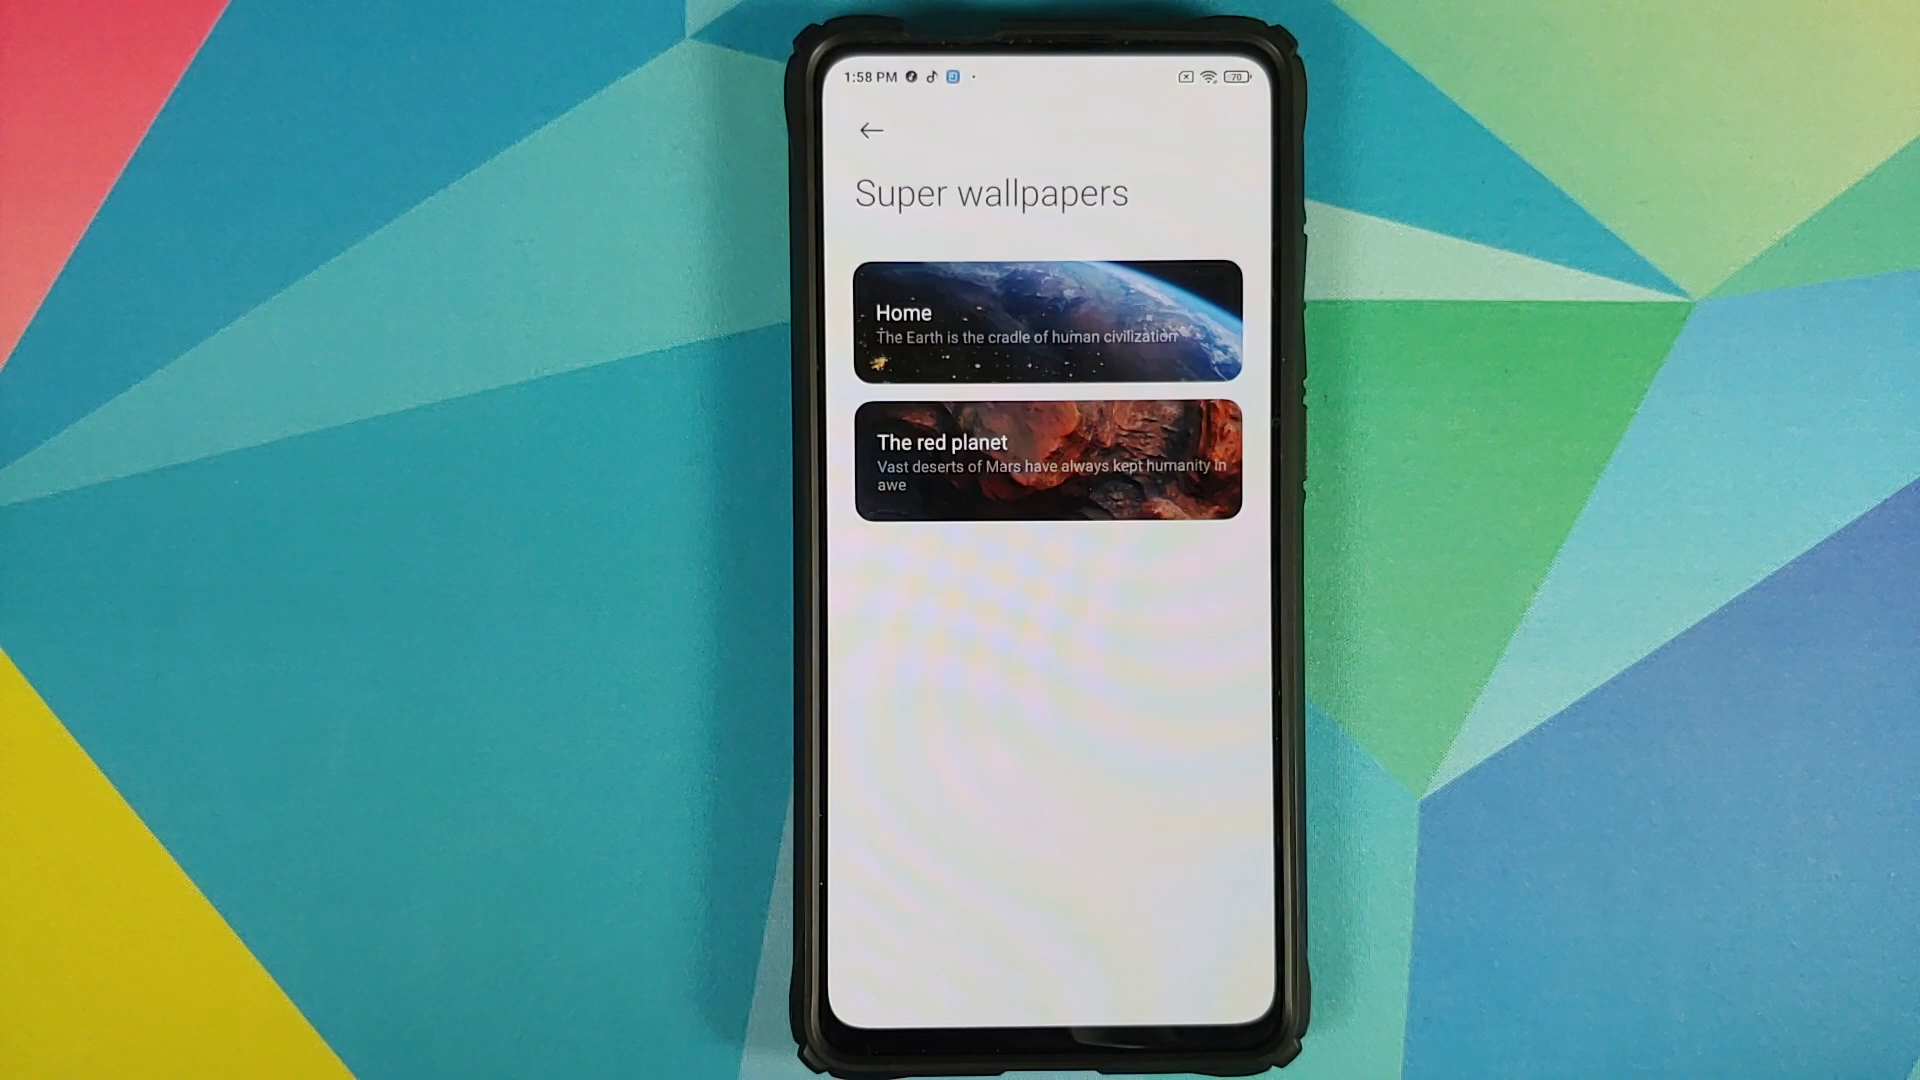 1:58 PM
70
Super wallpapers
Home
The Earth is the cradle of human civilization
The red planet
Vast deserts of Mars have always kept humanity in
awe